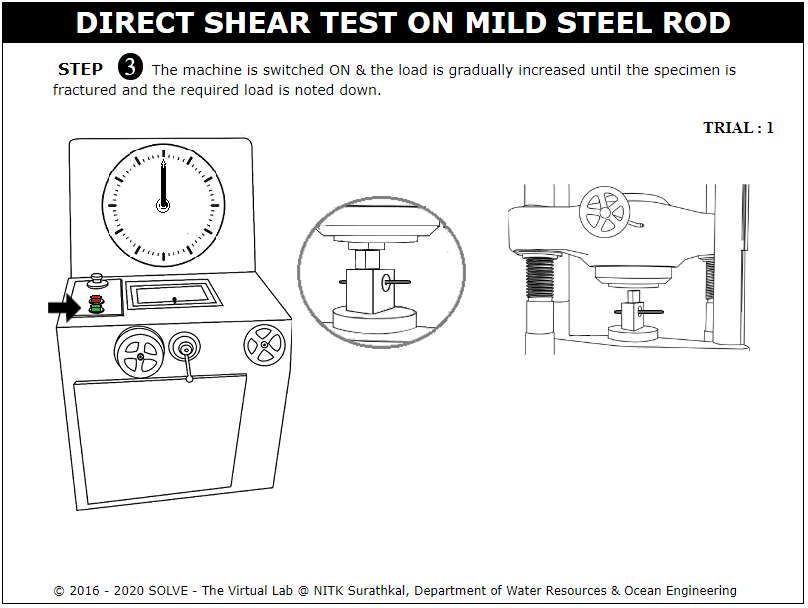 DIRECT SHEAR TEST ON MILD STEEL ROD
STEP 3 The machine is switched ON & the load is gradually increased until the specimen is
fractured and the required load is noted down.
TRIAL : 1
© 2016 - 2020 SOLVE - The Virtual Lab @ NITK Surathkal, Department of Water Resources & Ocean Engineering